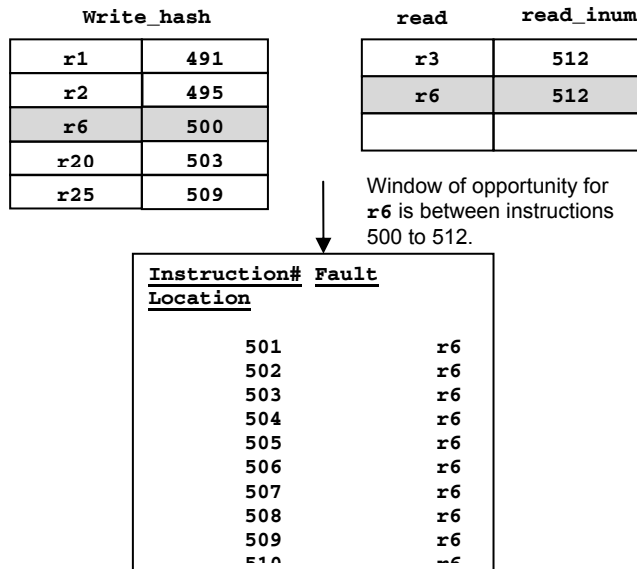 Write_hash
r1 491
r2 495
r6 500
r20 503
r25 509
read read_inum
r3 512
r6 512
Window of opportunity for
r6 is between instructions
500 to 512.
Instruction# Fault
Location
501 r6
502 r6
503 r6
504 r6
505 r6
506 r6
507 r6
508 r6
509 r6
510 r6